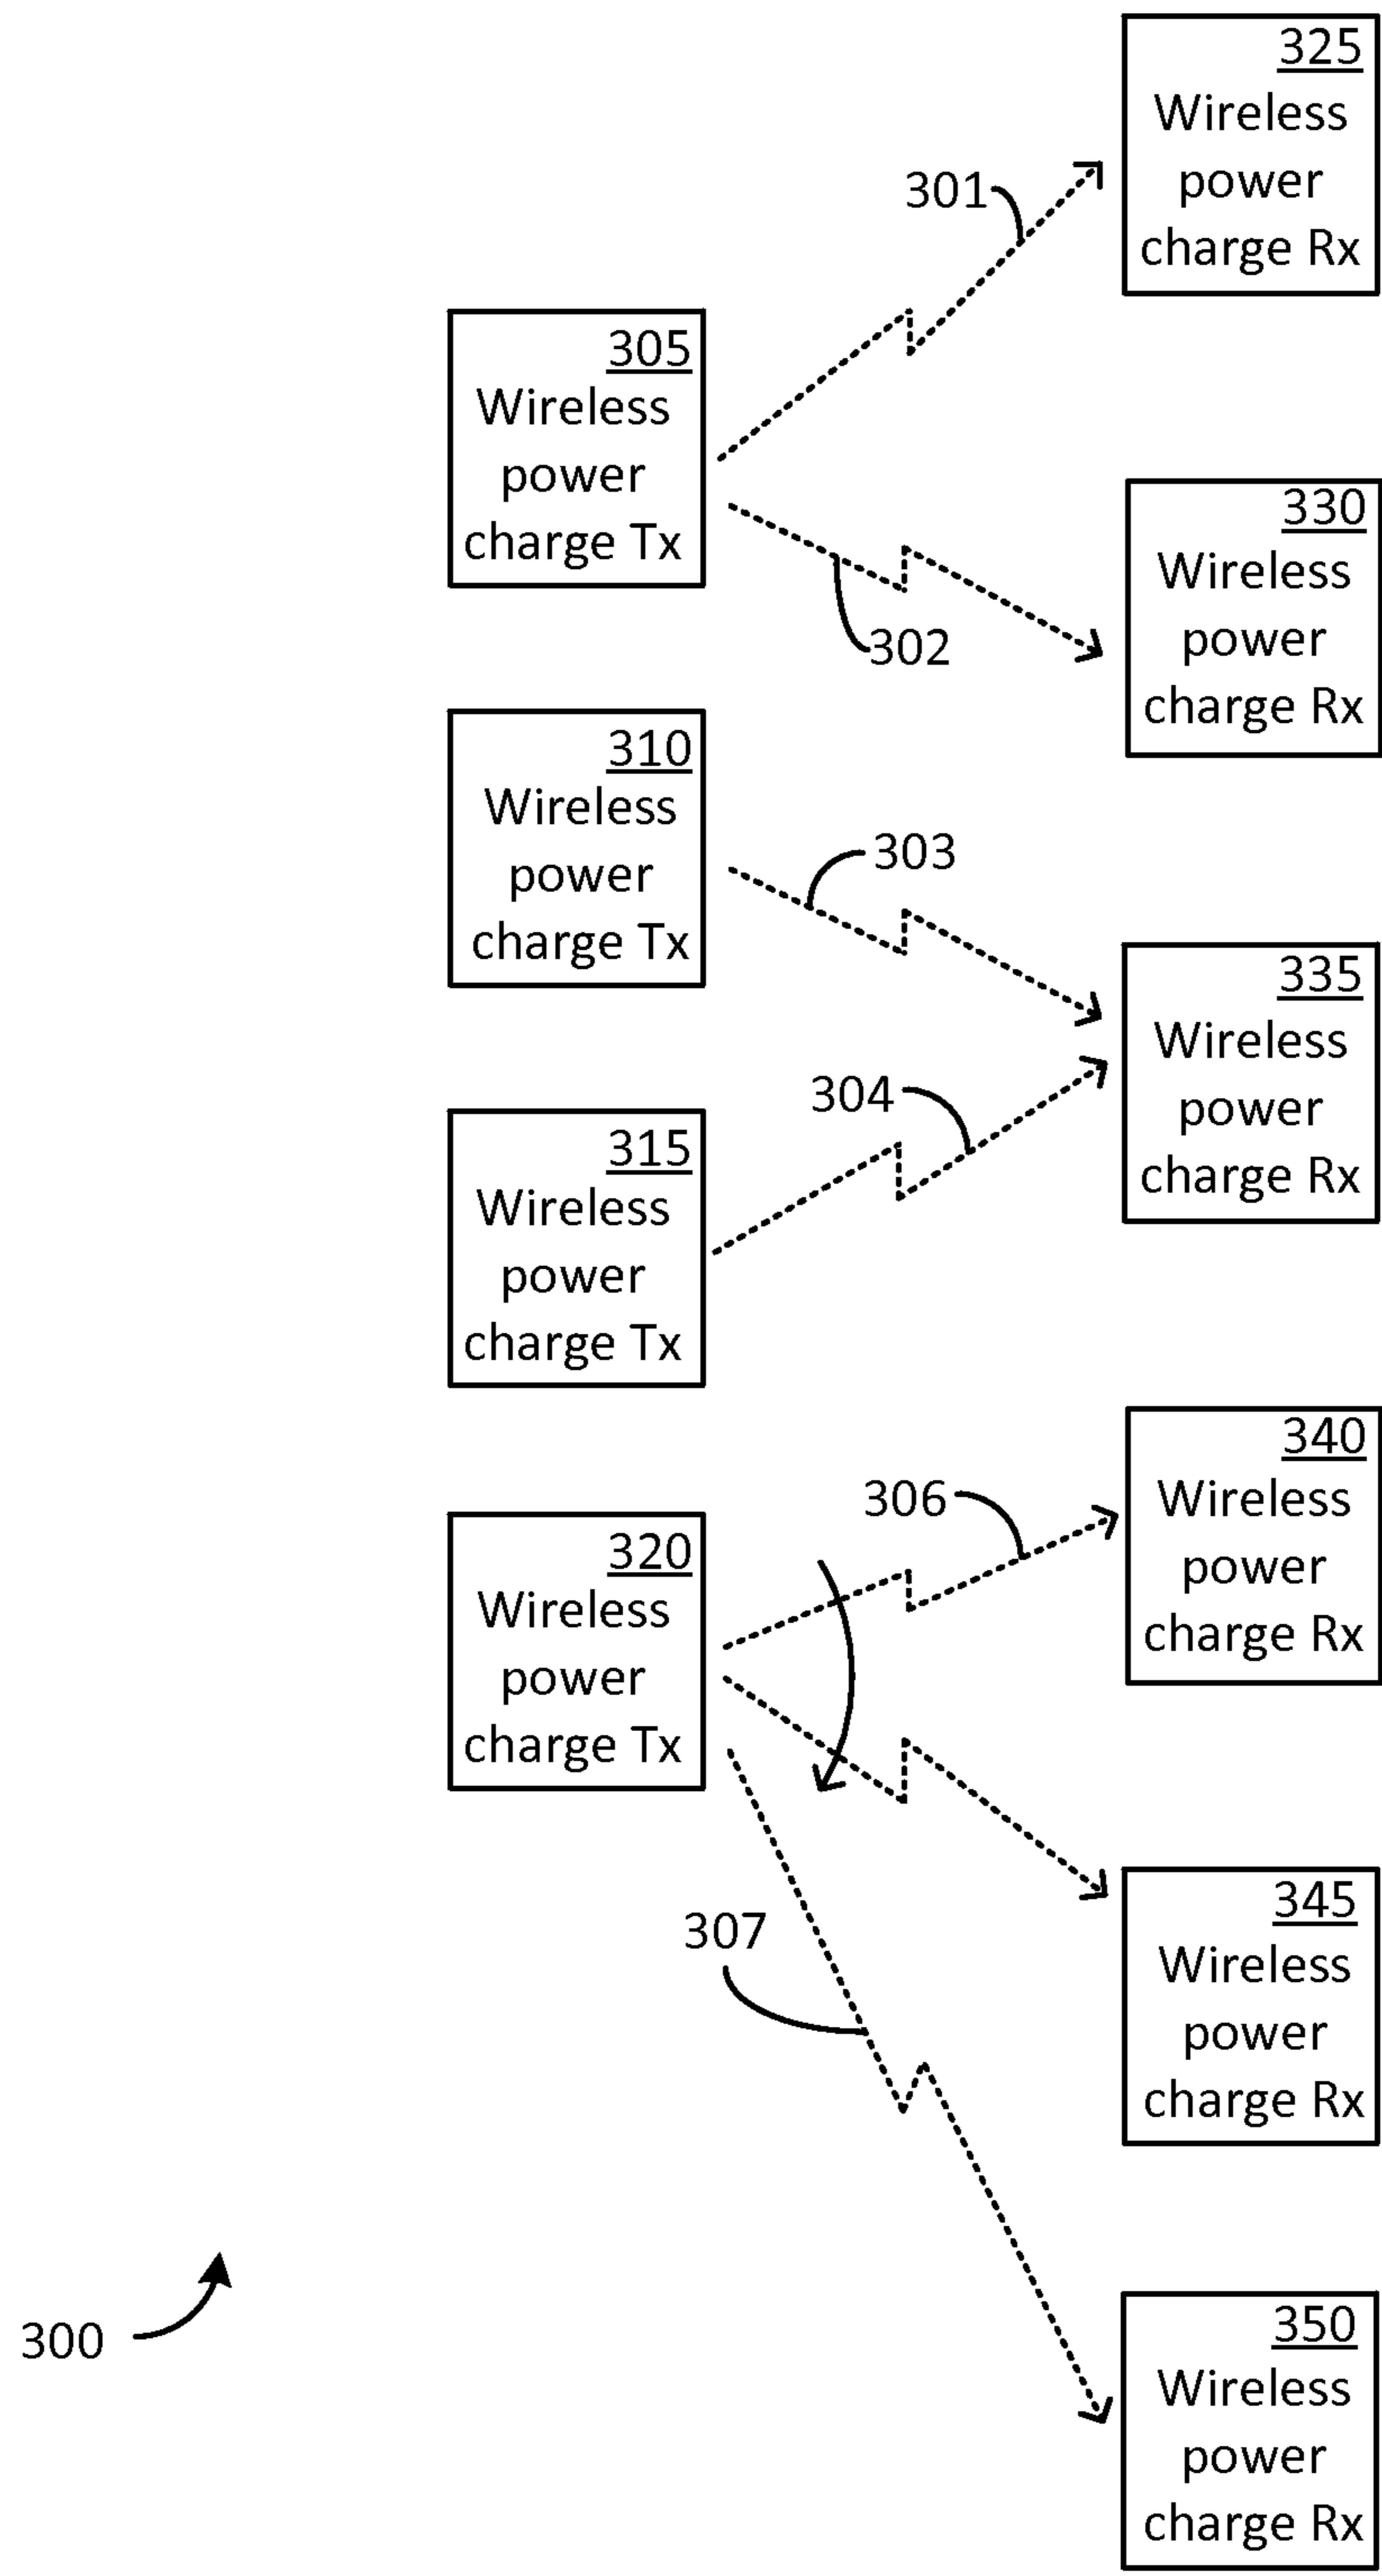 325
Wireless
power
charge Rx
301
305
Wireless
power
charge Tx
330
Wireless
power
charge Rx
302
310
Wireless
power
charge Tx
303
335
Wireless
power
charge Rx
304
315
Wireless
power
charge Tx
340
Wireless
power
charge Rx
306
320
Wireless
power
charge Tx
345
Wireless
power
charge Rx
307
350
Wireless
power
charge Rx
300